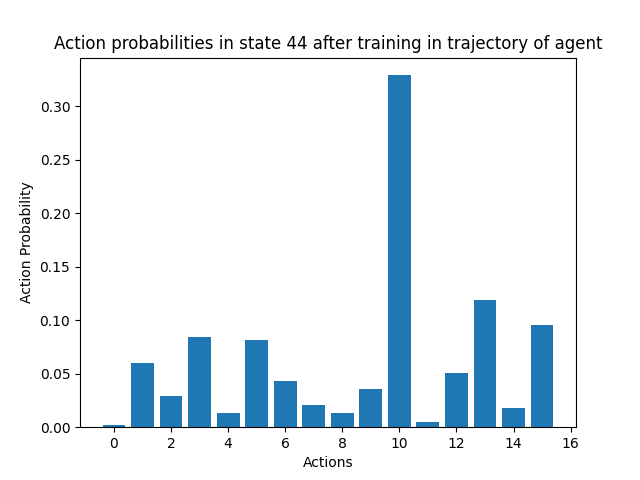 Action probabilities in state 44 after training in trajectory of agent
0.30
0.25
0.20
0.15
0.10
0.05
0.00
Action Probability
0 2 4 6 8 10 12 14 16
Actions